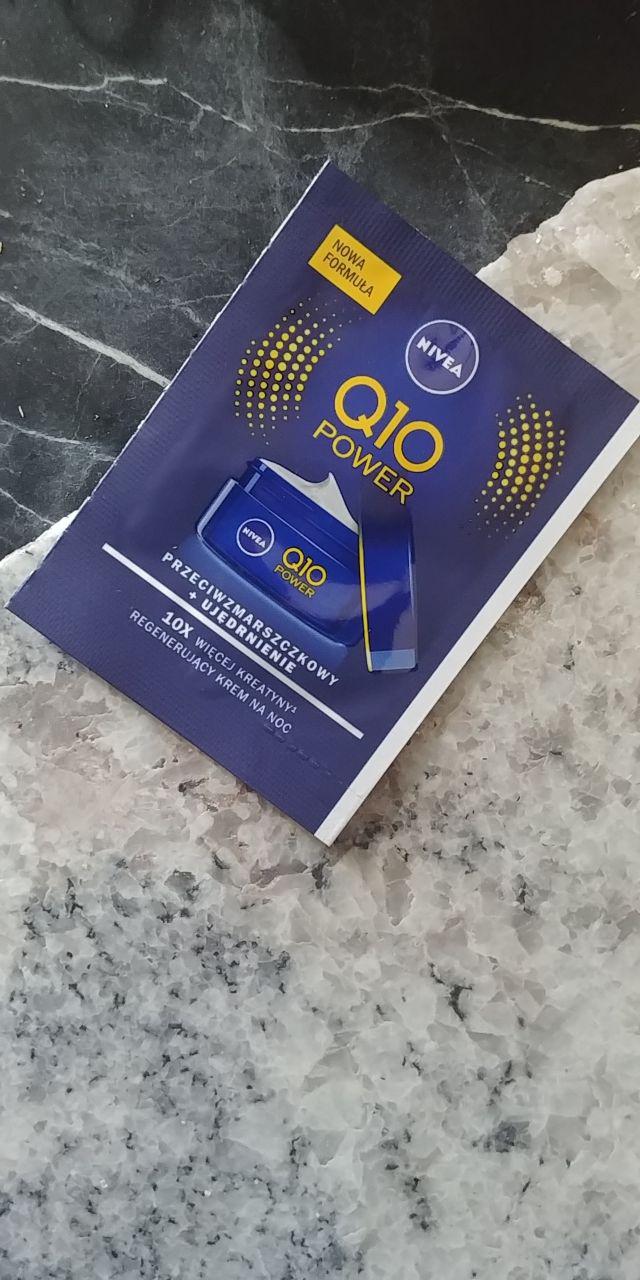 NOWA
FORMUŁA
NIVEA
Q10
POWER
NIVEA
Q10
POWER
PRZECIWZMARSZCZKOWY
+ UJĘDRNIENIE
10X WIĘCEJ KREATYNY¹
REGENERUJĄCY KREM NA NOC